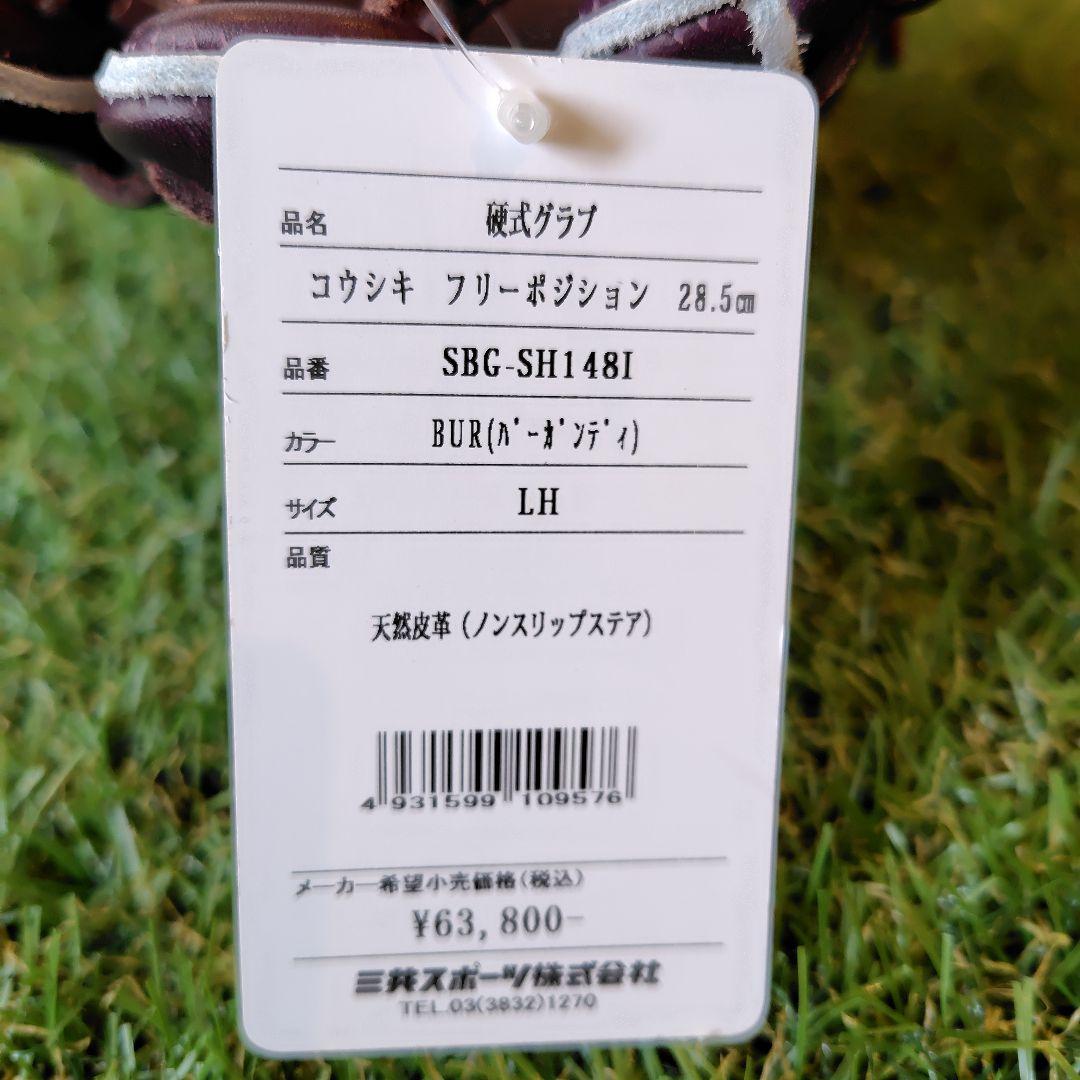 品名 硬式グラブ
コウシキ フリーポジション 28.5㎝
品番 SBG-SH148I
カラー BUR(ﾊﾞｰｶﾞﾝﾃﾞｨ)
サイズ LH
品質
天然皮革(ノンスリップステア)
4 931599 109576
メーカー希望小売価格(税込)
¥63,800-
三共スポーツ株式会社
TEL.03(3832)1270